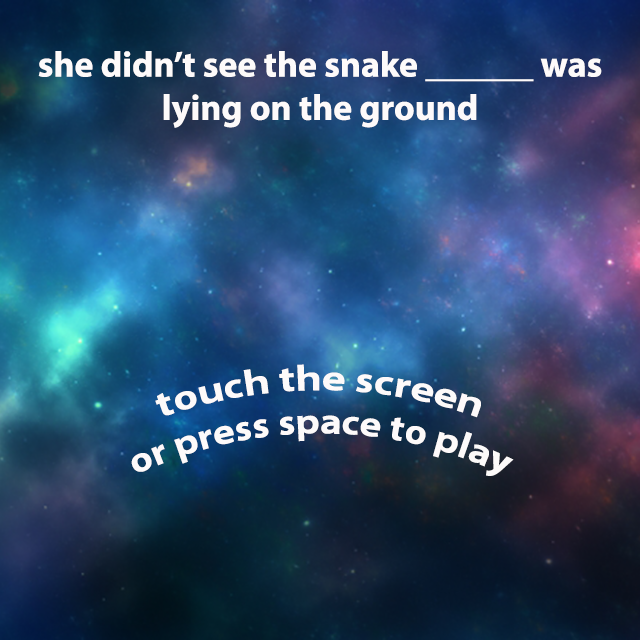 she didn’t see the snake _______ was
lying on the ground
touch the screen
or press space to play